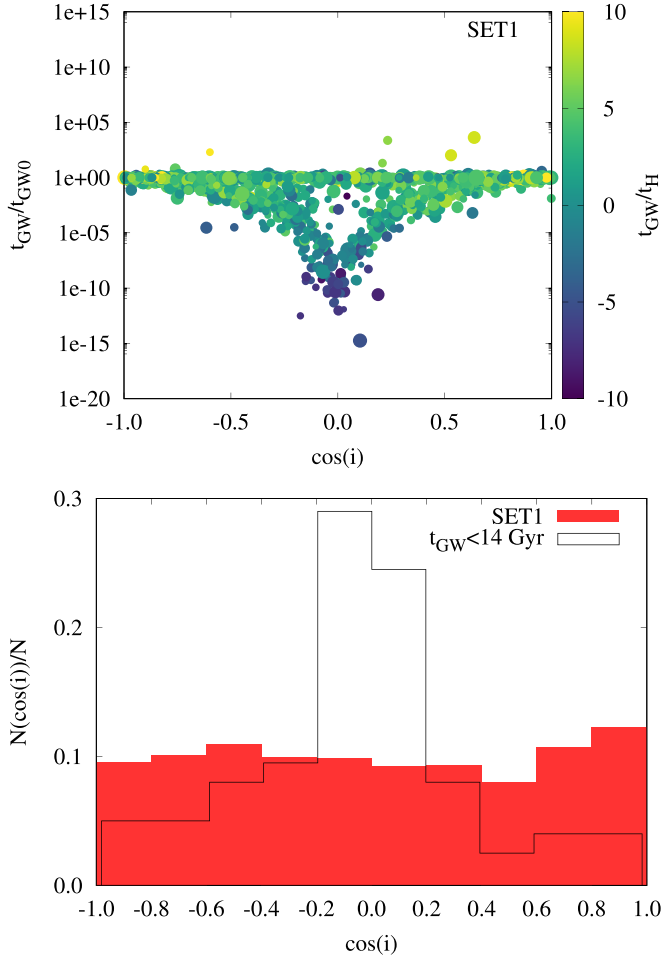 SET1
1e+15
1e+10
1e+05
1e+00
1e-05
1e-10
1e-15
1e-20
t_GW/t_GW0
-1.0 -0.5 0.0 0.5 1.0
cos(i)
10
5
0
-5
-10
t_GW/t_H
SET1
t_GW<14 Gyr
0.3
0.2
0.1
0.0
N(cos(i))/N
-1.0 -0.8 -0.6 -0.4 -0.2 0.0 0.2 0.4 0.6 0.8 1.0
cos(i)